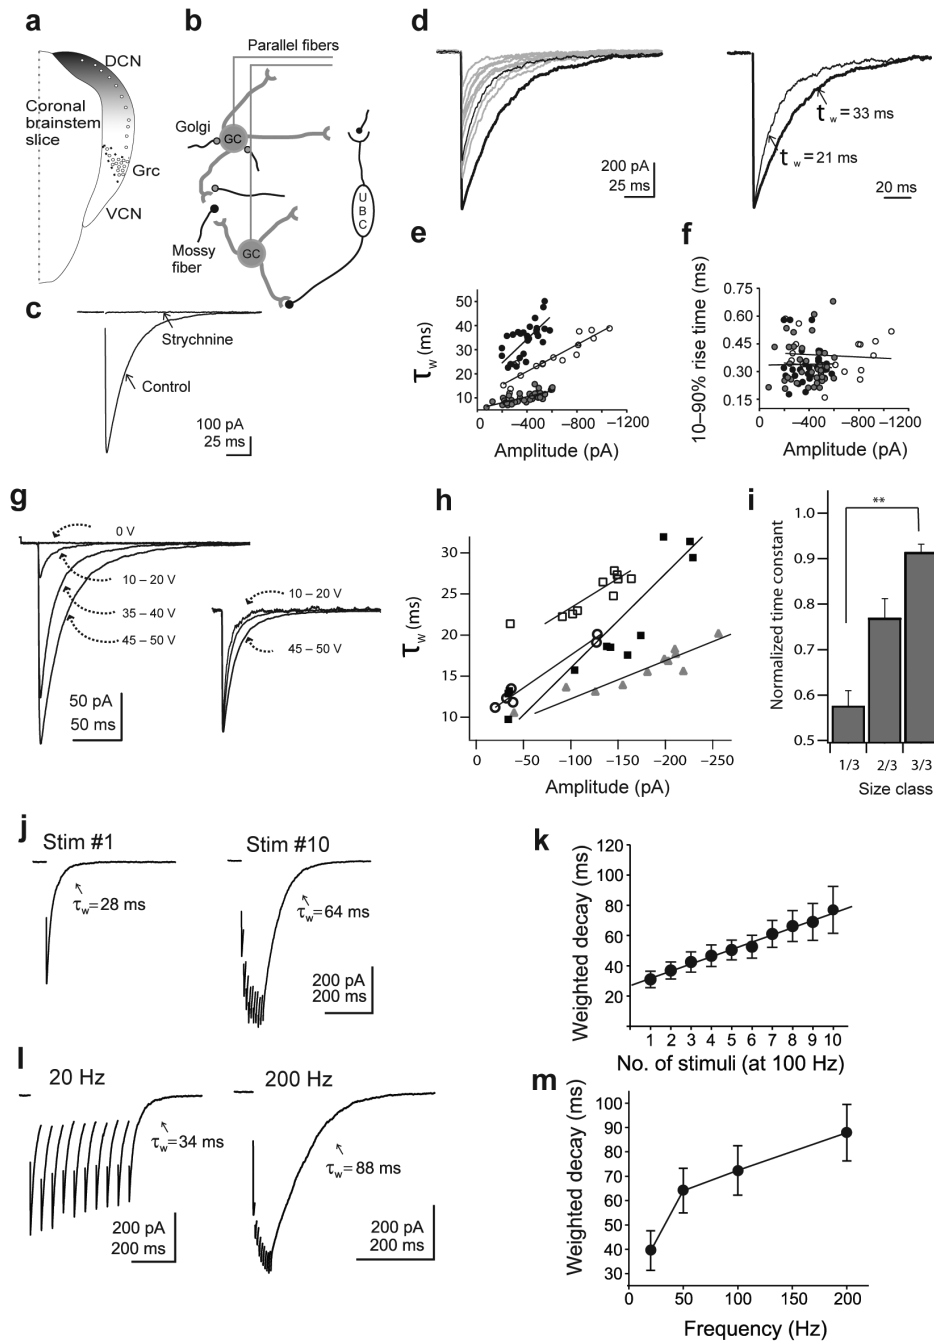 a
DCN
Coronal
brainstem
slice
Grc
VCN
b
Parallel fibers
Golgi
GC
GC
Mossy
fiber
U
B
C
c
Strychnine
Control
100 pA
25 ms
d
200 pA
25 ms
tw = 33 ms
tw = 21 ms
20 ms
e
50
40
30
20
10
0
−400
−800
−1200
τw (ms)
Amplitude (pA)
f
0.75
0.60
0.45
0.30
0.15
0
−400
−800
−1200
10–90% rise time (ms)
Amplitude (pA)
g
0 V
10 – 20 V
35 – 40 V
45 – 50 V
50 pA
50 ms
10 – 20 V
45 – 50 V
h
30
25
20
15
10
0
−50
−100
−150
−200
−250
τw (ms)
Amplitude (pA)
i
**
1.0
0.9
0.8
0.7
0.6
0.5
1/3
2/3
3/3
Normalized time constant
Size class
j
Stim #1
τw=28 ms
Stim #10
τw=64 ms
200 pA
200 ms
k
120
100
80
60
40
20
1 2 3 4 5 6 7 8 9 10
Weighted decay (ms)
No. of stimuli (at 100 Hz)
l
20 Hz
τw=34 ms
200 pA
200 ms
200 Hz
τw=88 ms
200 pA
200 ms
m
100
90
80
70
60
50
40
30
0 50 100 150 200
Weighted decay (ms)
Frequency (Hz)